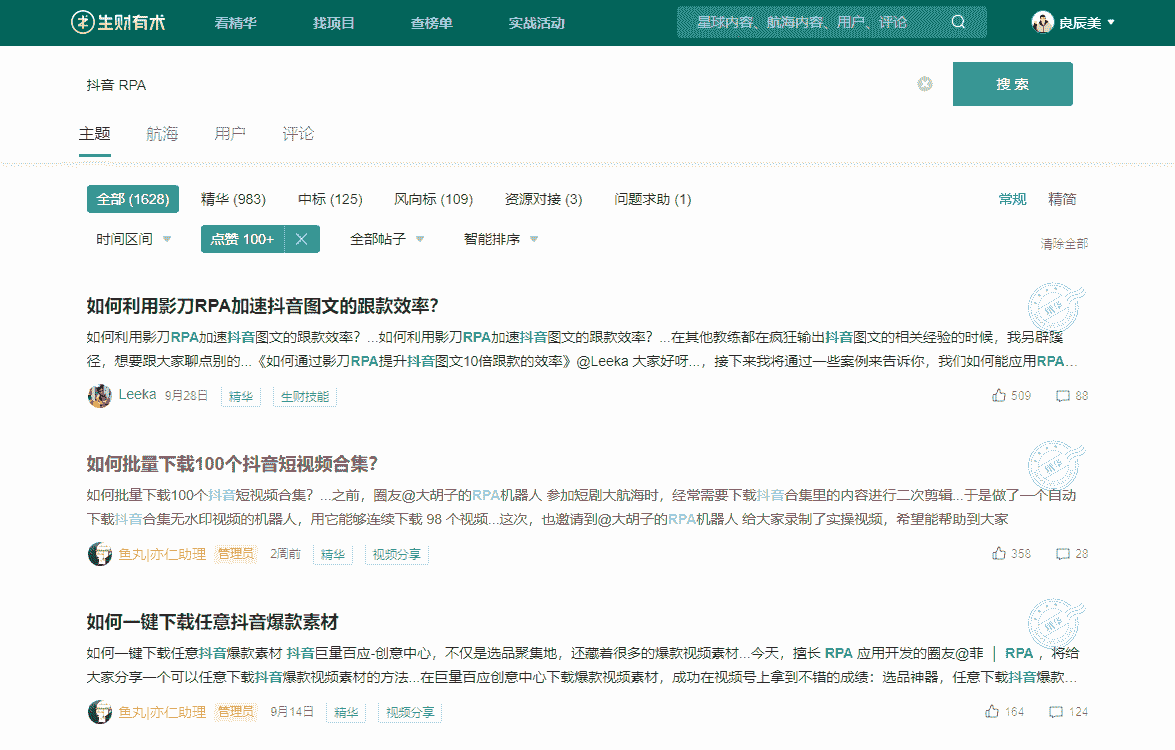 生财有术 看精华 找项目 查榜单 实战活动 星球内容、航海内容、用户、评论 良辰美
抖音 RPA 搜索
主题 航海 用户 评论
全部 (1628) 精华 (983) 中标 (125) 风向标 (109) 资源对接 (3) 问题求助 (1) 常规 精简
时间区间 点赞 100+ 全部帖子 智能排序 清除全部
如何利用影刀RPA加速抖音图文的跟款效率?
精华
如何利用影刀RPA加速抖音图文的跟款效率？...如何利用影刀RPA加速抖音图文的跟款效率？...在其他教练都在疯狂输出抖音图文的相关经验的时候，我另辟蹊
径，想要跟大家聊点别的...《如何通过影刀RPA提升抖音图文10倍跟款的效率》@Leeka 大家好呀...，接下来我将通过一些案例来告诉你，我们如何能应用RPA...
Leeka 9月28日 精华 生财技能 509 88
如何批量下载100个抖音短视频合集?
精华
如何批量下载100个抖音短视频合集？...之前，圈友@大胡子的RPA机器人 参加短剧大航海时，经常需要下载抖音合集里的内容进行二次剪辑...于是做了一个自动
下载抖音合集无水印视频的机器人，用它能够连续下载 98 个视频...这次，也邀请到@大胡子的RPA机器人 给大家录制了实操视频，希望能帮助到大家
鱼丸|亦仁助理 管理员 2周前 精华 视频分享 358 28
如何一键下载任意抖音爆款素材
精华
如何一键下载任意抖音爆款素材 抖音巨量百应-创意中心，不仅是选品聚集地，还藏着很多的爆款视频素材...今天，擅长 RPA 应用开发的圈友@菲 | RPA ，将给
大家分享一个可以任意下载抖音爆款视频素材的方法...在巨量百应创意中心下载爆款视频素材，成功在视频号上拿到不错的成绩：选品神器，任意下载抖音爆款...
鱼丸|亦仁助理 管理员 9月14日 精华 视频分享 164 124